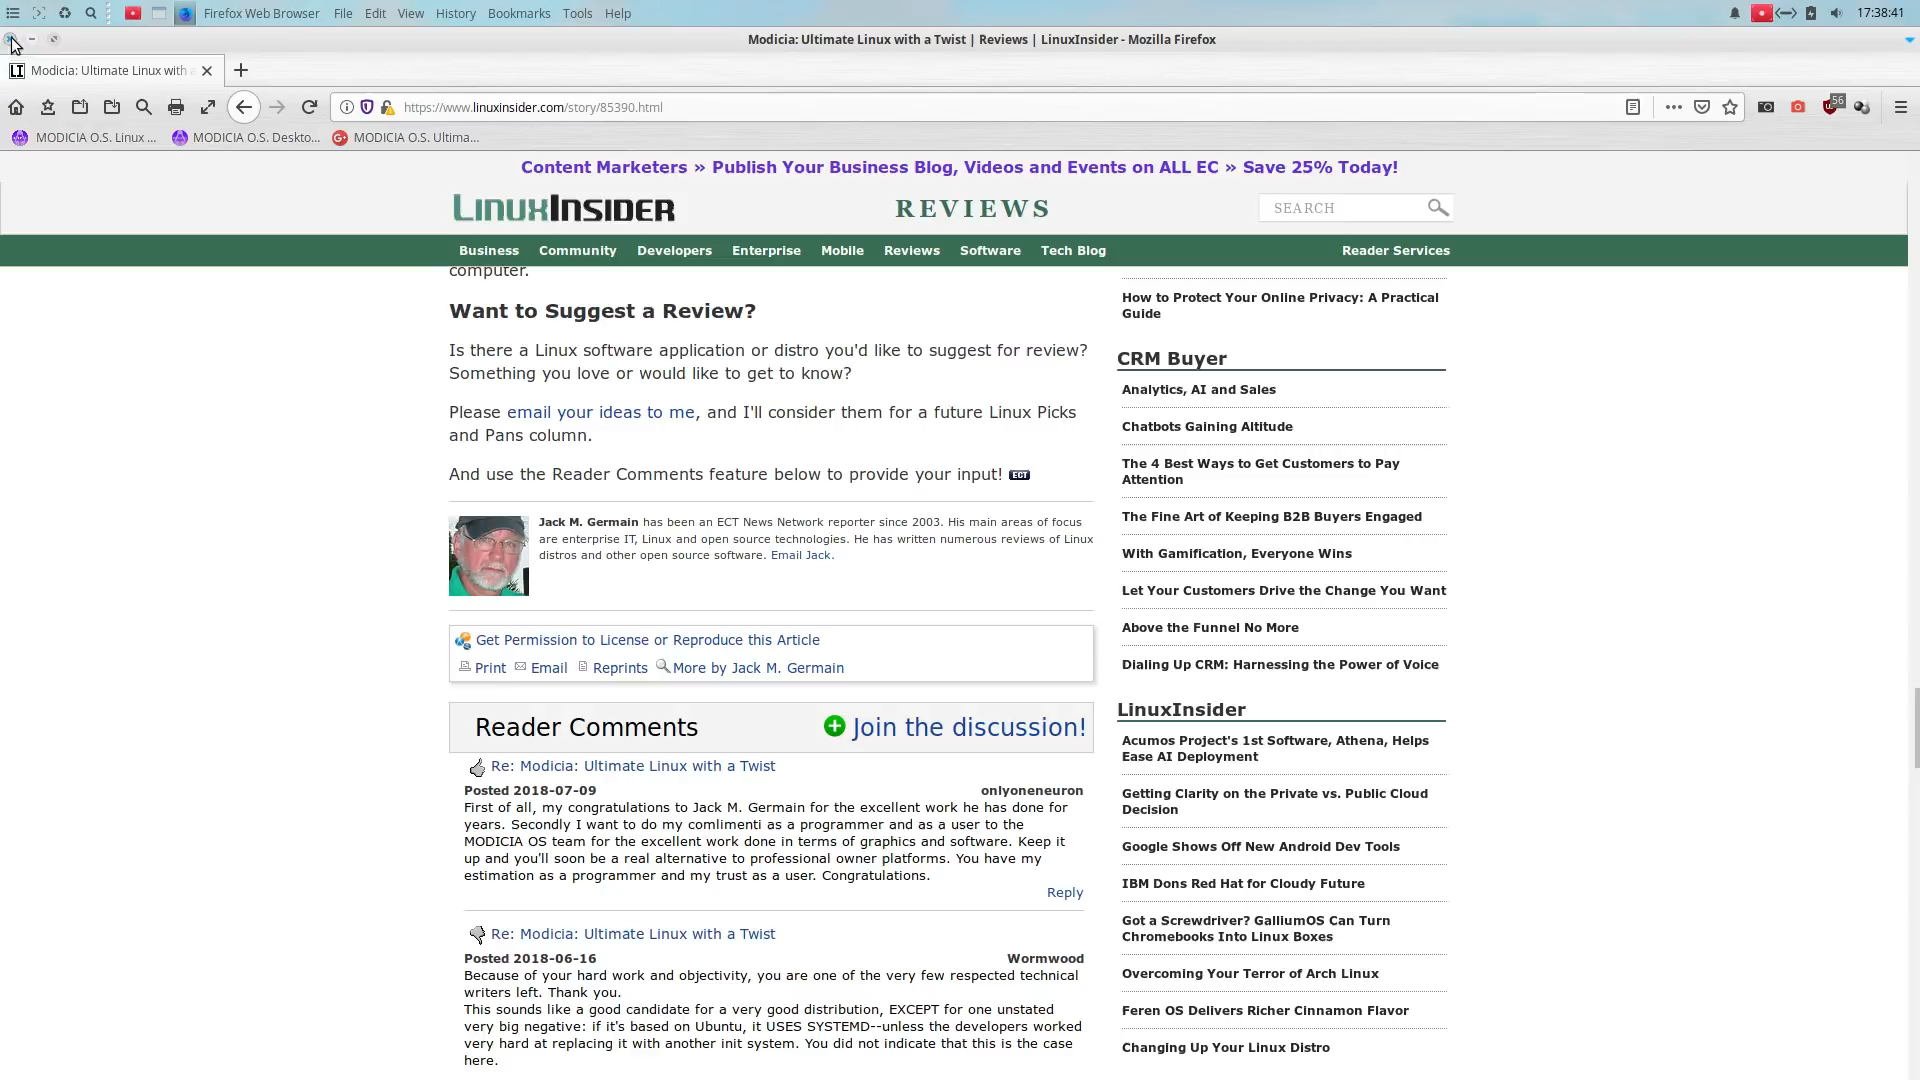 Firefox Web Browser File Edit View History Bookmarks Tools Help 17:38:41
Modicia: Ultimate Linux with a Twist | Reviews | LinuxInsider - Mozilla Firefox
LI Modicia: Ultimate Linux with a
https://www.linuxinsider.com/story/85390.html 56
MODICIA O.S. Linux ... MODICIA O.S. Deskto... MODICIA O.S. Ultima...
Content Marketers » Publish Your Business Blog, Videos and Events on ALL EC » Save 25% Today!
LinuxInsider REVIEWS SEARCH
Business Community Developers Enterprise Mobile Reviews Software Tech Blog Reader Services
computer.
Want to Suggest a Review?
Is there a Linux software application or distro you'd like to suggest for review?
Something you love or would like to get to know?
Please email your ideas to me, and I'll consider them for a future Linux Picks
and Pans column.
And use the Reader Comments feature below to provide your input! ECT
Jack M. Germain has been an ECT News Network reporter since 2003. His main areas of focus
are enterprise IT, Linux and open source technologies. He has written numerous reviews of Linux
distros and other open source software. Email Jack.
Get Permission to License or Reproduce this Article
Print Email Reprints More by Jack M. Germain
Reader Comments Join the discussion!
Re: Modicia: Ultimate Linux with a Twist
Posted 2018-07-09 onlyoneneuron
First of all, my congratulations to Jack M. Germain for the excellent work he has done for
years. Secondly I want to do my comlimenti as a programmer and as a user to the
MODICIA OS team for the excellent work done in terms of graphics and software. Keep it
up and you'll soon be a real alternative to professional owner platforms. You have my
estimation as a programmer and my trust as a user. Congratulations.
Reply
Re: Modicia: Ultimate Linux with a Twist
Posted 2018-06-16 Wormwood
Because of your hard work and objectivity, you are one of the very few respected technical
writers left. Thank you.
This sounds like a good candidate for a very good distribution, EXCEPT for one unstated
very big negative: if it's based on Ubuntu, it USES SYSTEMD--unless the developers worked
very hard at replacing it with another init system. You did not indicate that this is the case
here.
How to Protect Your Online Privacy: A Practical
Guide
CRM Buyer
Analytics, AI and Sales
Chatbots Gaining Altitude
The 4 Best Ways to Get Customers to Pay
Attention
The Fine Art of Keeping B2B Buyers Engaged
With Gamification, Everyone Wins
Let Your Customers Drive the Change You Want
Above the Funnel No More
Dialing Up CRM: Harnessing the Power of Voice
LinuxInsider
Acumos Project's 1st Software, Athena, Helps
Ease AI Deployment
Getting Clarity on the Private vs. Public Cloud
Decision
Google Shows Off New Android Dev Tools
IBM Dons Red Hat for Cloudy Future
Got a Screwdriver? GalliumOS Can Turn
Chromebooks Into Linux Boxes
Overcoming Your Terror of Arch Linux
Feren OS Delivers Richer Cinnamon Flavor
Changing Up Your Linux Distro